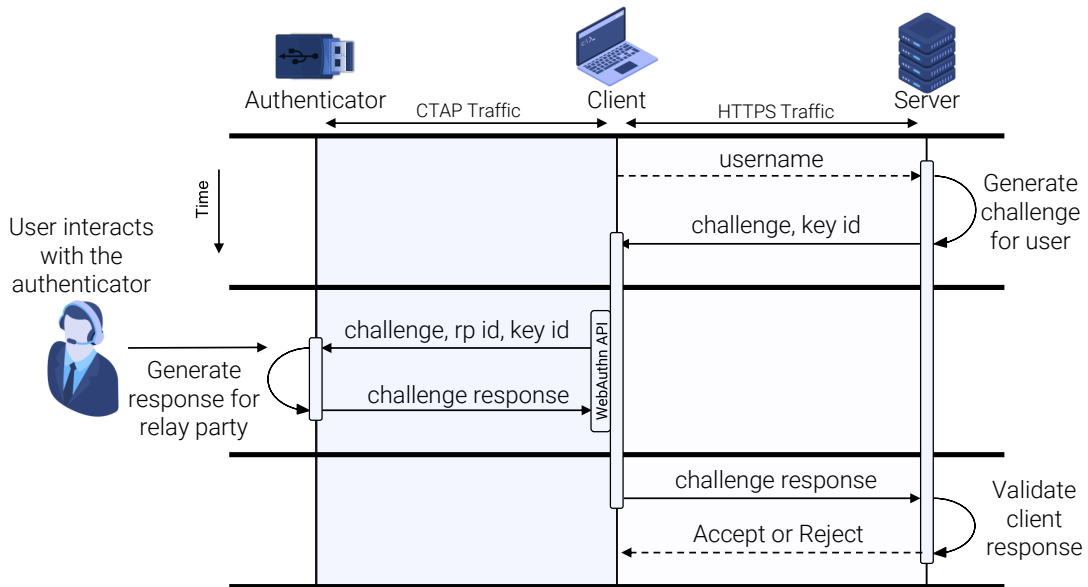 Authenticator
Client
Server
CTAP Traffic
HTTPS Traffic
username
Time
Generate
challenge
for user
challenge, key id
User interacts
with the
authenticator
challenge, rp id, key id
WebAuthn API
Generate
response for
relay party
challenge response
challenge response
Validate
client
response
Accept or Reject